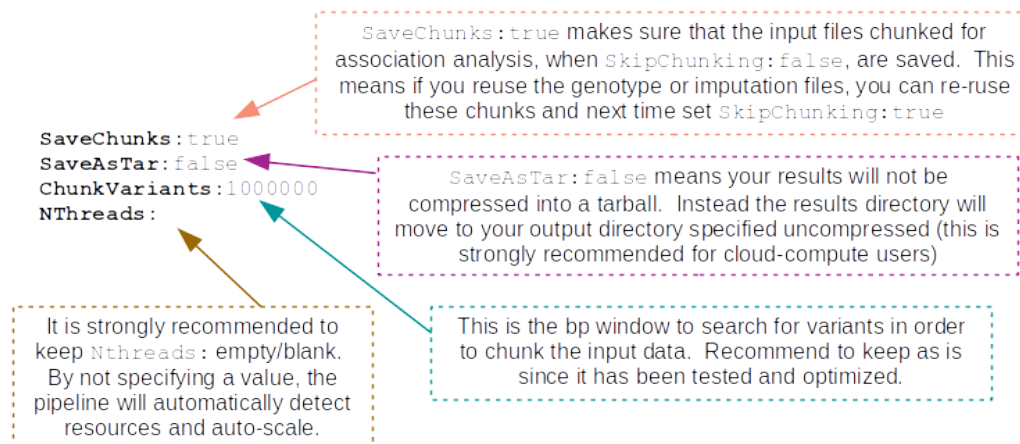 SaveChunks:true makes sure that the input files chunked for
association analysis, when SkipChunking:false, are saved.  This
means if you reuse the genotype or imputation files, you can re-ruse
these chunks and next time set SkipChunking:true
SaveChunks:true
SaveAsTar:false
ChunkVariants:1000000
NThreads:
SaveAsTar:false means your results will not be
compressed into a tarball.  Instead the results directory will
move to your output directory specified uncompressed (this is
strongly recommended for cloud-compute users)
It is strongly recommended to
keep Nthreads: empty/blank.
By not specifying a value, the
pipeline will automatically detect
resources and auto-scale.
This is the bp window to search for variants in order
to chunk the input data.  Recommend to keep as is
since it has been tested and optimized.